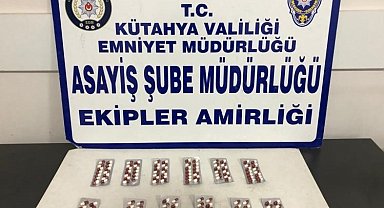 T.C.
KÜTAHYA VALİLİĞİ
EMNİYET MÜDÜRLÜĞÜ
ASAYİŞ ŞUBE MÜDÜRLÜĞÜ
EKİPLER AMİRLİĞİ